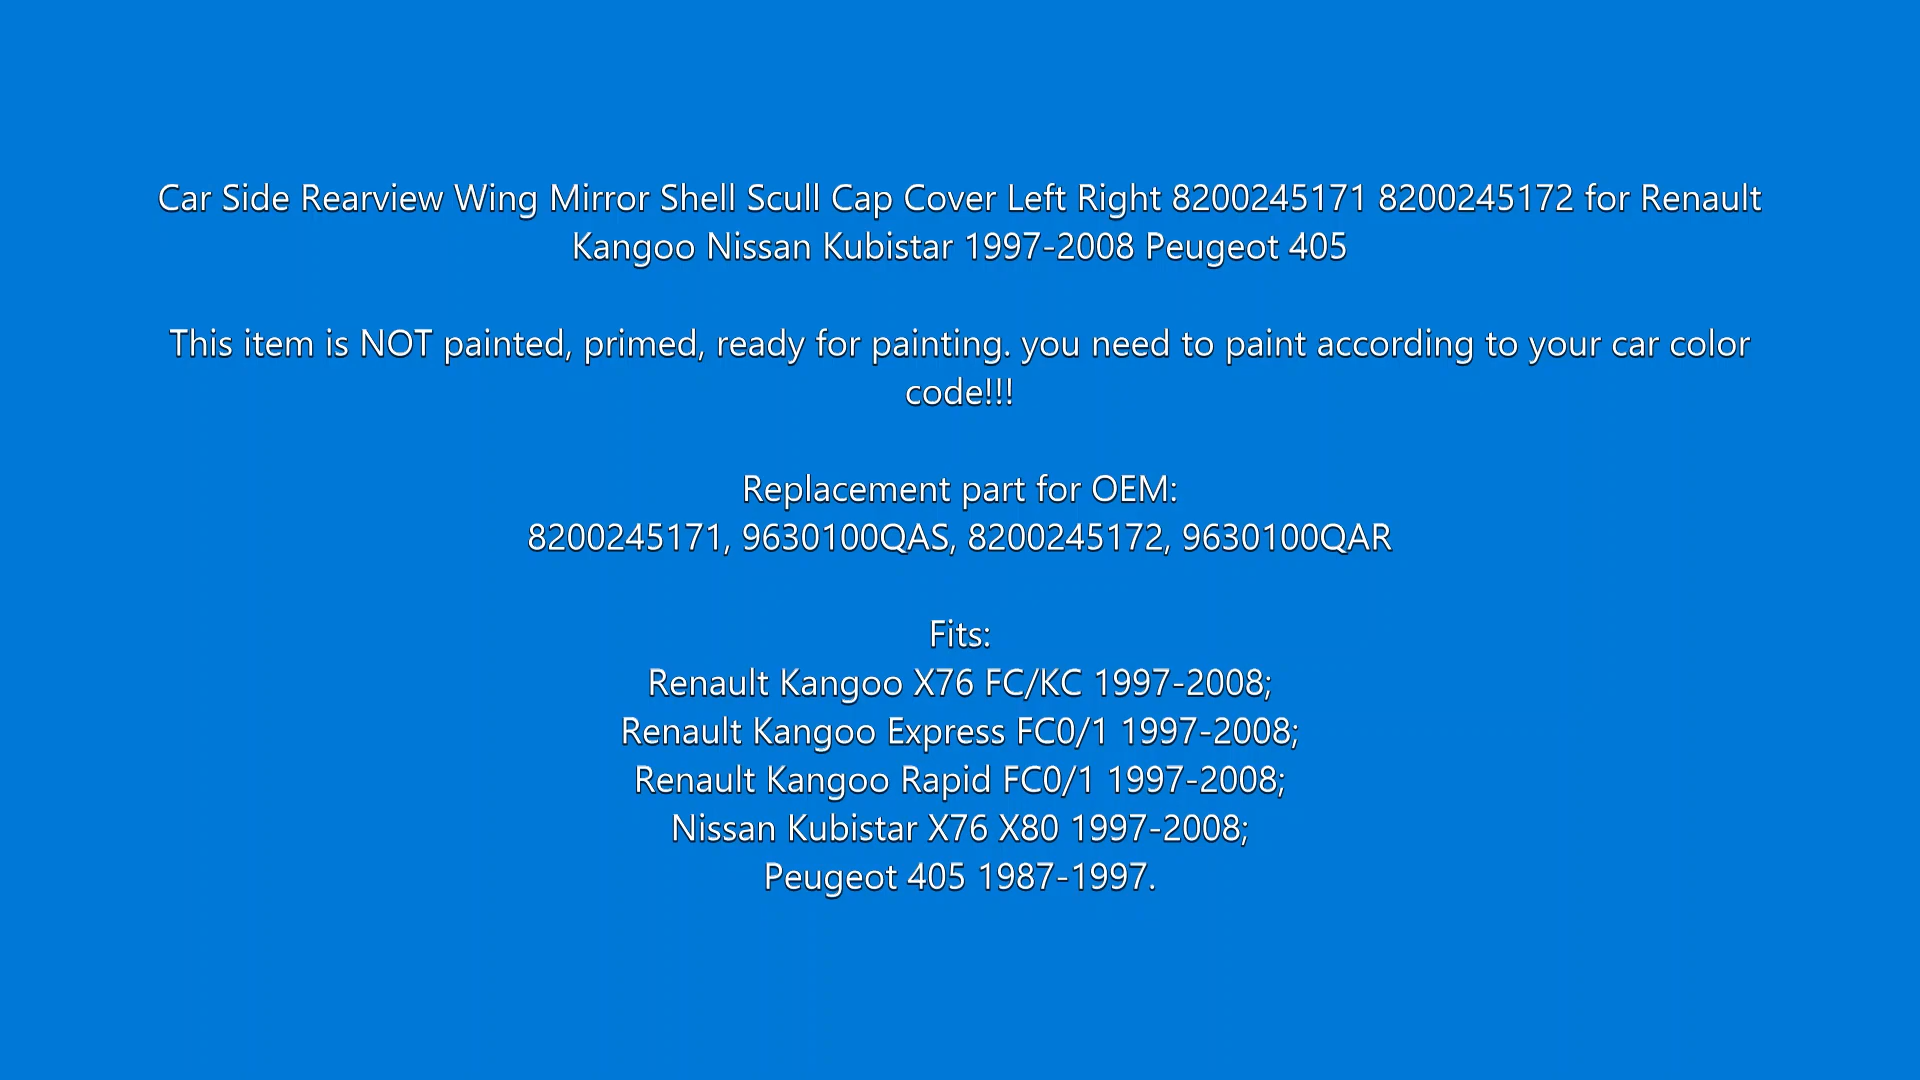 Car Side Rearview Wing Mirror Shell Scull Cap Cover Left Right 8200245171 8200245172 for Renault
Kangoo Nissan Kubistar 1997-2008 Peugeot 405
This item is NOT painted, primed, ready for painting. you need to paint according to your car color
code!!!
Replacement part for OEM:
8200245171, 9630100QAS, 8200245172, 9630100QAR
Fits:
Renault Kangoo X76 FC/KC 1997-2008;
Renault Kangoo Express FC0/1 1997-2008;
Renault Kangoo Rapid FC0/1 1997-2008;
Nissan Kubistar X76 X80 1997-2008;
Peugeot 405 1987-1997.